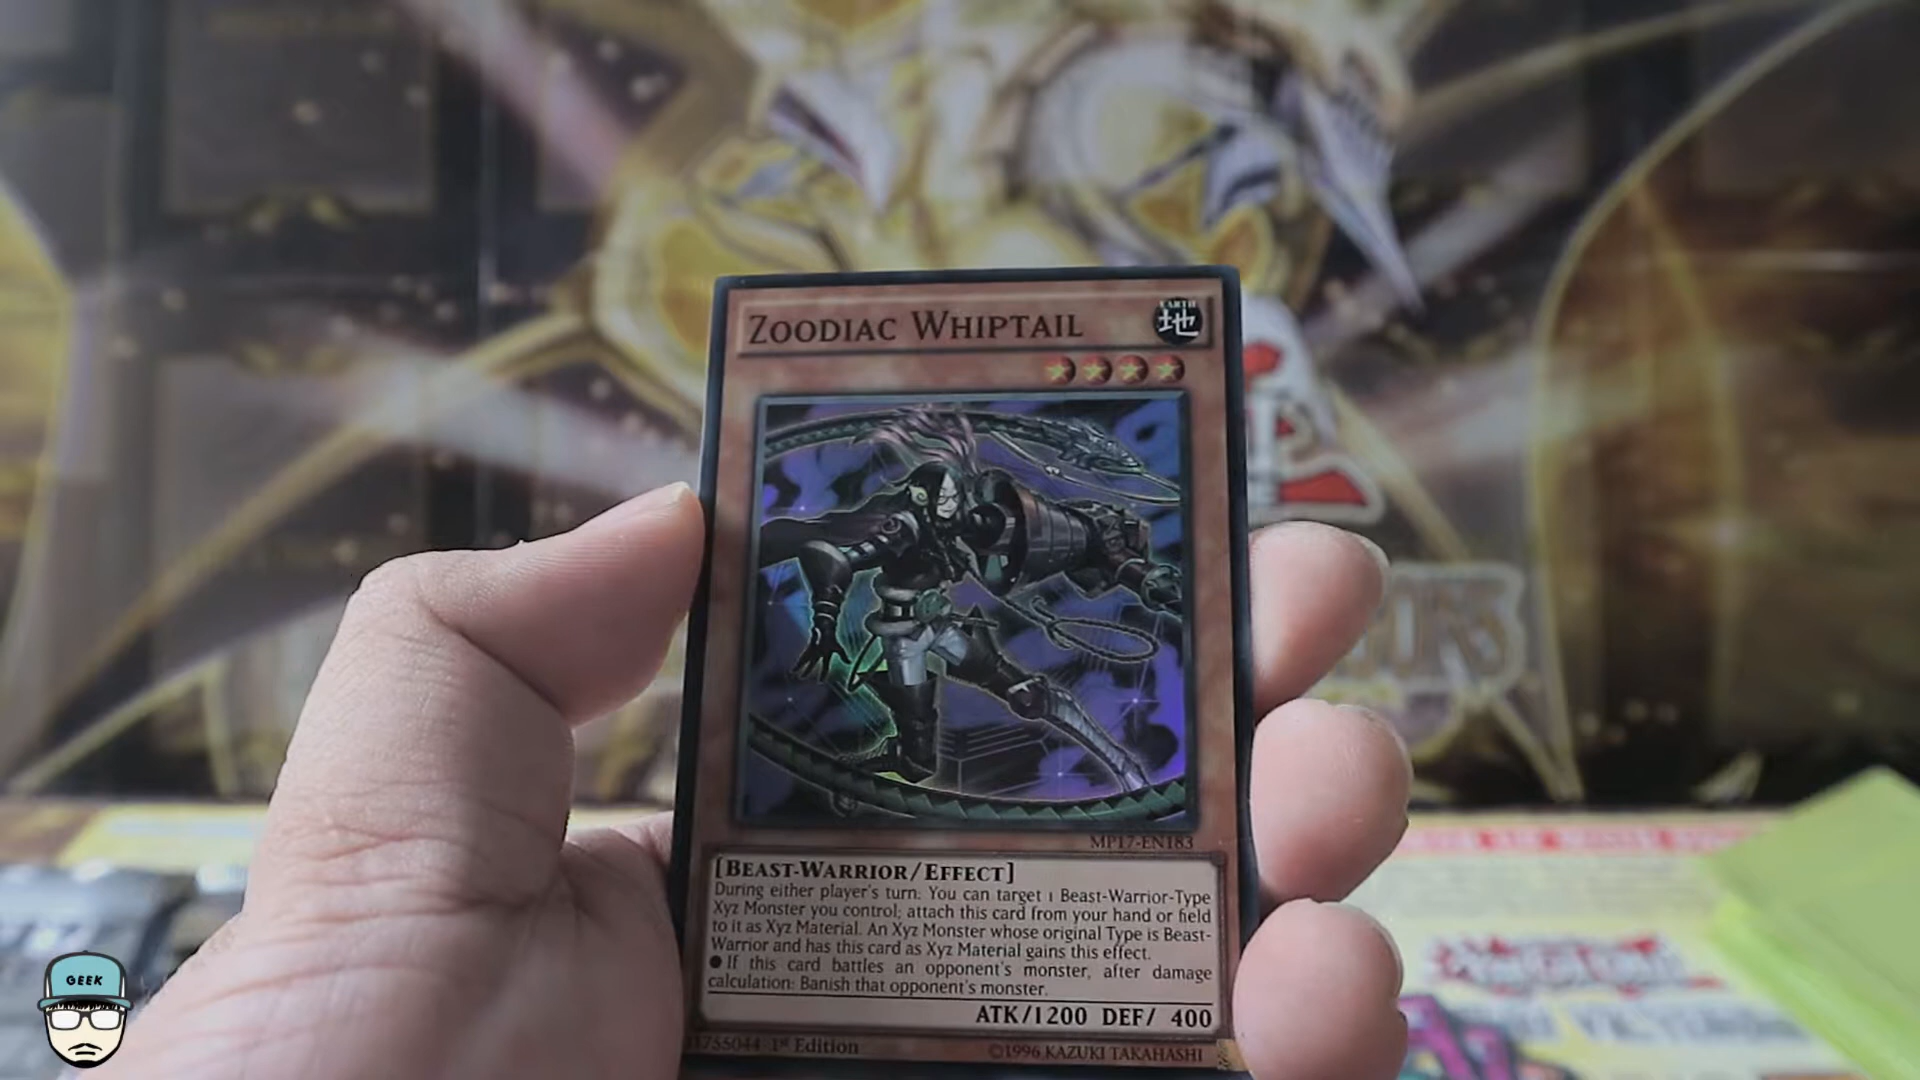 Zoodiac Whiptail
EARTH
地
MP17-EN183
[Beast-Warrior/Effect]
During either player's turn: You can target 1 Beast-Warrior-Type
Xyz Monster you control; attach this card from your hand or field
to it as Xyz Material. An Xyz Monster whose original Type is Beast-
Warrior and has this card as Xyz Material gains this effect.
●If this card battles an opponent's monster, after damage
calculation: Banish that opponent's monster.
ATK/1200 DEF/ 400
31755044 1st Edition
©1996 KAZUKI TAKAHASHI
GEEK